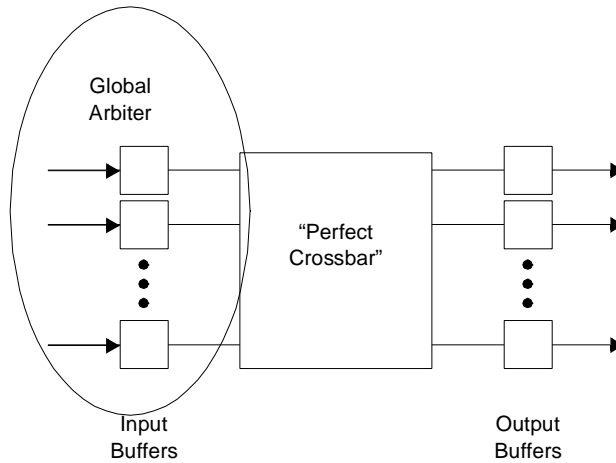 Global
Arbiter
“Perfect
Crossbar”
Input
Buffers
Output
Buffers